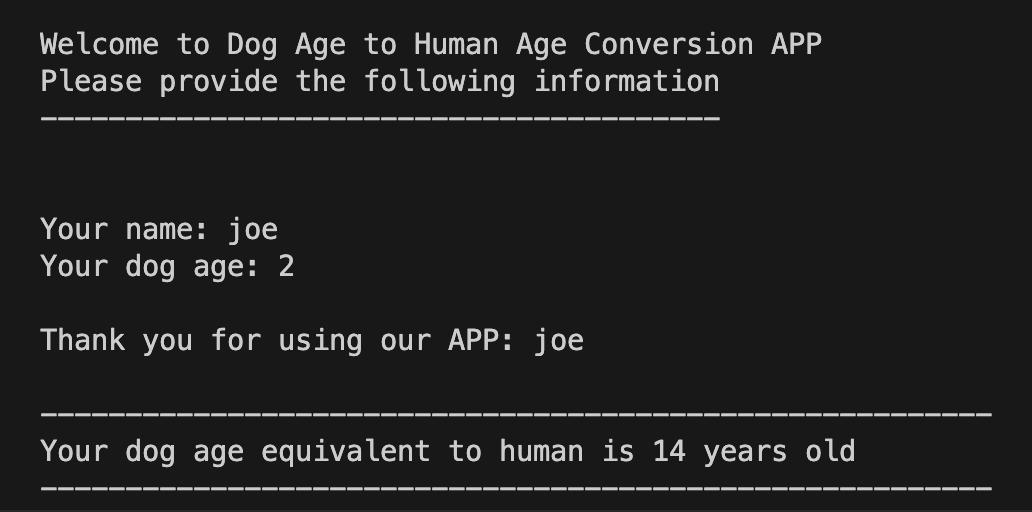 Welcome to Dog Age to Human Age Conversion APP
Please provide the following information
----------------------------------------
Your name: joe
Your dog age: 2
Thank you for using our APP: joe
--------------------------------------------------------
Your dog age equivalent to human is 14 years old
--------------------------------------------------------